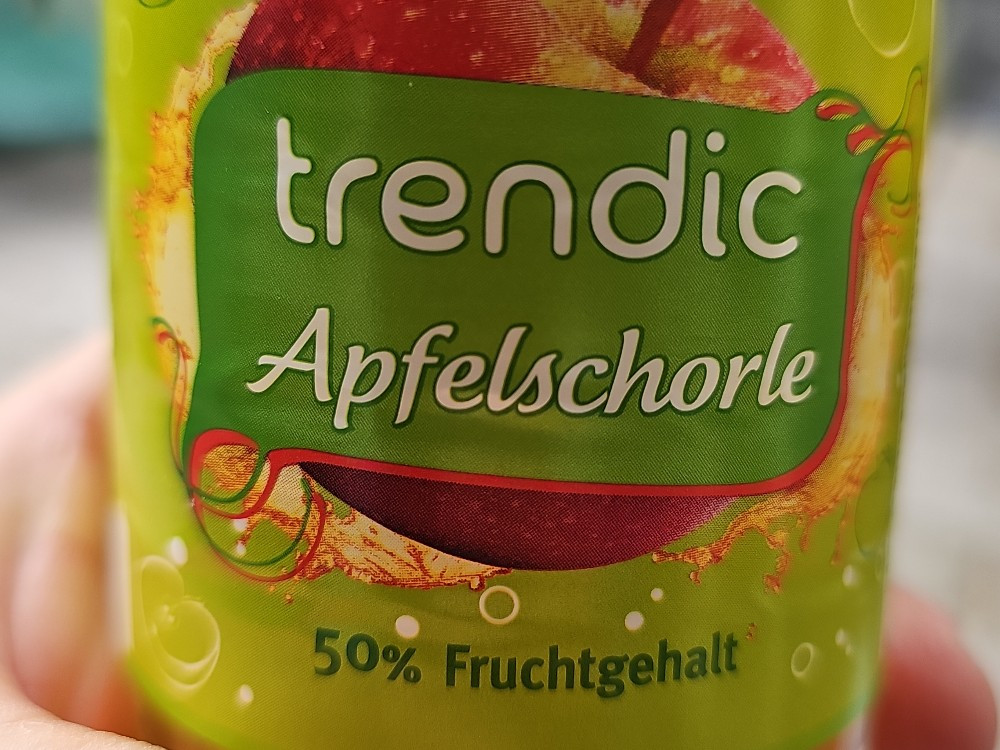 trendic
Apfelschorle
50% Fruchtgehalt